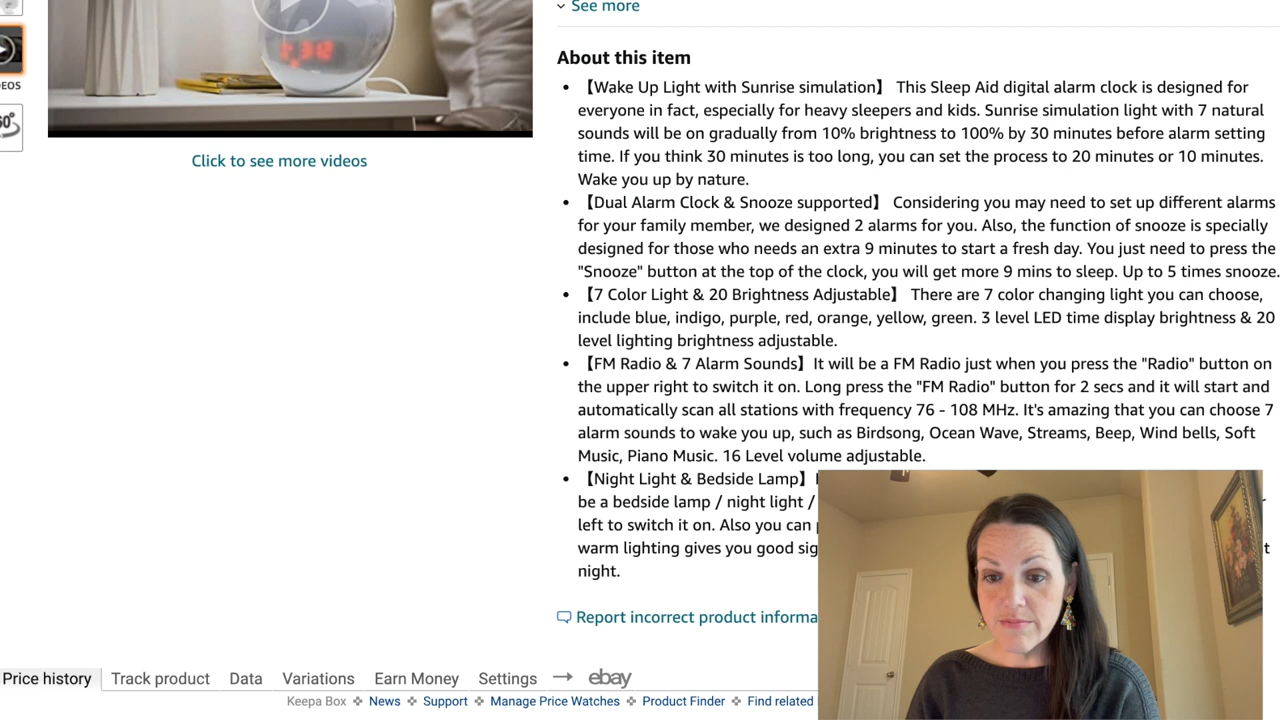 See more
About this item
DEOS
60°
2:32
Click to see more videos
• 【Wake Up Light with Sunrise simulation】 This Sleep Aid digital alarm clock is designed for
everyone in fact, especially for heavy sleepers and kids. Sunrise simulation light with 7 natural
sounds will be on gradually from 10% brightness to 100% by 30 minutes before alarm setting
time. If you think 30 minutes is too long, you can set the process to 20 minutes or 10 minutes.
Wake you up by nature.
• 【Dual Alarm Clock & Snooze supported】 Considering you may need to set up different alarms
for your family member, we designed 2 alarms for you. Also, the function of snooze is specially
designed for those who needs an extra 9 minutes to start a fresh day. You just need to press the
"Snooze" button at the top of the clock, you will get more 9 mins to sleep. Up to 5 times snooze.
• 【7 Color Light & 20 Brightness Adjustable】 There are 7 color changing light you can choose,
include blue, indigo, purple, red, orange, yellow, green. 3 level LED time display brightness & 20
level lighting brightness adjustable.
• 【FM Radio & 7 Alarm Sounds】It will be a FM Radio just when you press the "Radio" button on
the upper right to switch it on. Long press the "FM Radio" button for 2 secs and it will start and
automatically scan all stations with frequency 76 - 108 MHz. It's amazing that you can choose 7
alarm sounds to wake you up, such as Birdsong, Ocean Wave, Streams, Beep, Wind bells, Soft
Music, Piano Music. 16 Level volume adjustable.
• 【Night Light & Bedside Lamp】
be a bedside lamp / night light /
left to switch it on. Also you can
warm lighting gives you good
night.
Report incorrect product
Price history Track product Data Variations Earn Money Settings → ebay
Keepa Box ❖ News ❖ Support ❖ Manage Price Watches ❖ Product Finder ❖ Find related